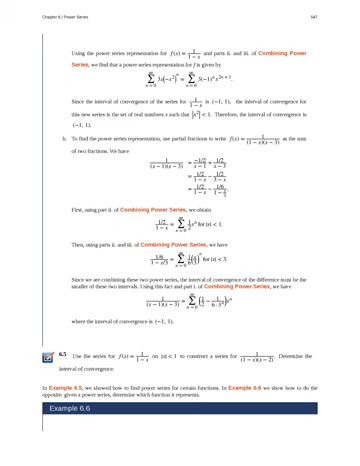 Chapter 6 | Power Series 547
Using the power series representation for f(x) = 1/(1 − x) and parts ii. and iii. of Combining Power
Series, we find that a power series representation for f is given by
∑_{n = 0}^{∞} 3x(−x²)ⁿ = ∑_{n = 0}^{∞} 3(−1)ⁿ x^{2n + 1}.
Since the interval of convergence of the series for 1/(1 − x) is (−1, 1), the interval of convergence for
this new series is the set of real numbers x such that |x²| < 1. Therefore, the interval of convergence is
(−1, 1).
b. To find the power series representation, use partial fractions to write f(x) = 1/((1 − x)(x − 3)) as the sum
of two fractions. We have
1/((x − 1)(x − 3)) = (−1/2)/(x − 1) + (1/2)/(x − 3)
= (1/2)/(1 − x) − (1/2)/(3 − x)
= (1/2)/(1 − x) − (1/6)/(1 − x/3).
First, using part ii. of Combining Power Series, we obtain
(1/2)/(1 − x) = ∑_{n = 0}^{∞} (1/2)xⁿ for |x| < 1.
Then, using parts ii. and iii. of Combining Power Series, we have
(1/6)/(1 − x/3) = ∑_{n = 0}^{∞} (1/6)(x/3)ⁿ for |x| < 3.
Since we are combining these two power series, the interval of convergence of the difference must be the
smaller of these two intervals. Using this fact and part i. of Combining Power Series, we have
1/((x − 1)(x − 3)) = ∑_{n = 0}^{∞} (1/2 − 1/(6 · 3ⁿ))xⁿ
where the interval of convergence is (−1, 1).
6.5 Use the series for f(x) = 1/(1 − x) on |x| < 1 to construct a series for 1/((1 − x)(x − 2)). Determine the
interval of convergence.
In Example 6.5, we showed how to find power series for certain functions. In Example 6.6 we show how to do the
opposite: given a power series, determine which function it represents.
Example 6.6